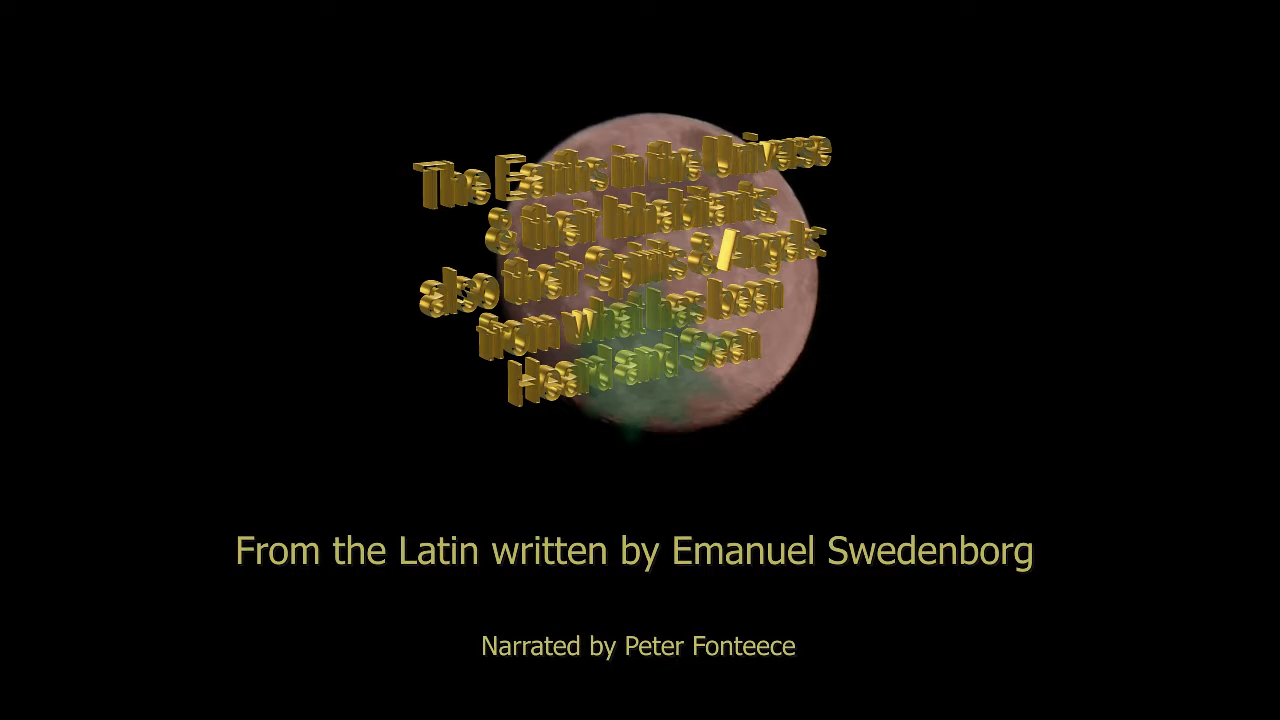 The Earths in the Universe
& their Inhabitants
also their Spirits & Angels
from what has been
Heard and Seen
From the Latin written by Emanuel Swedenborg
Narrated by Peter Fonteece